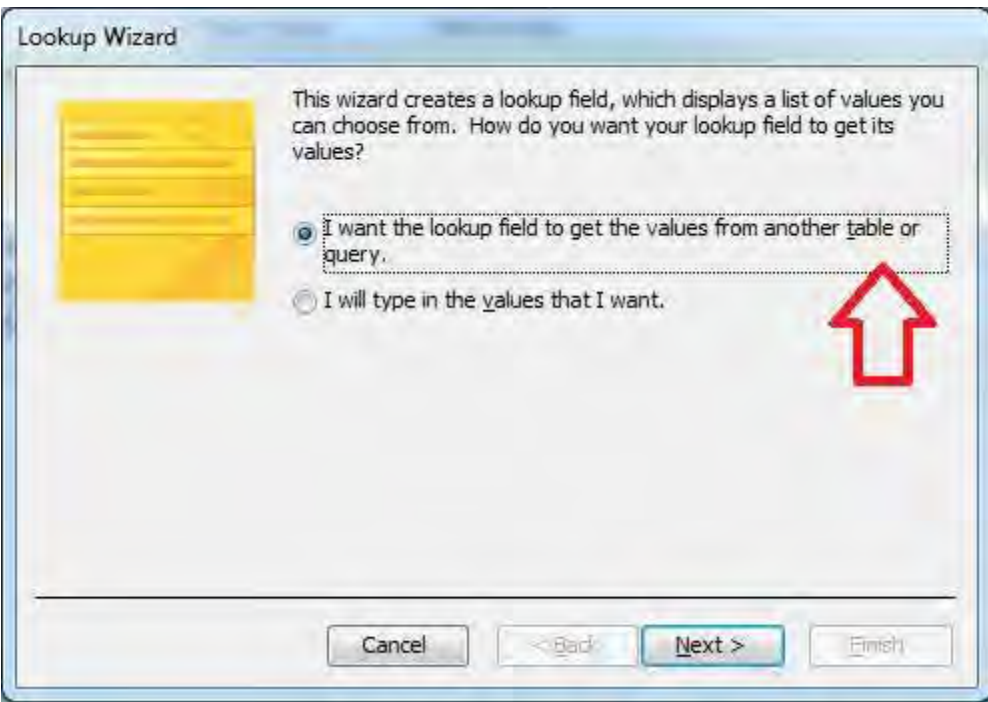 Lookup Wizard
This wizard creates a lookup field, which displays a list of values you
can choose from. How do you want your lookup field to get its
values?
I want the lookup field to get the values from another table or
query.
I will type in the values that I want.
Cancel
< Back
Next >
Finish